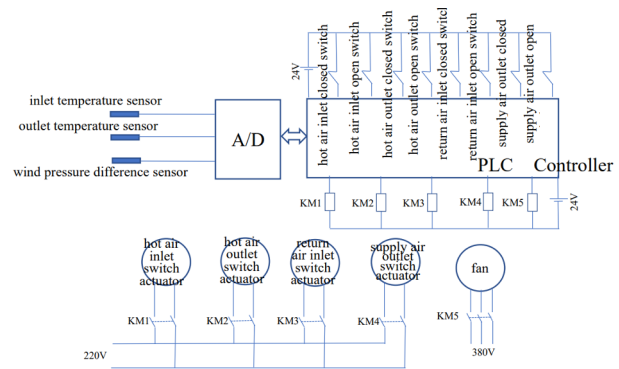 hot air inlet closed switch
hot air inlet open switch
hot air outlet closed switch
hot air outlet open switch
return air inlet closed switch
return air inlet open switch
supply air outlet closed
supply air outlet open
24V
inlet temperature sensor
outlet temperature sensor
wind pressure difference sensor
A/D
PLC Controller
KM1
KM2
KM3
KM4
KM5
24V
hot air
inlet
switch
actuator
hot air
outlet
switch
actuator
return
air inlet
switch
actuator
supply air
outlet
switch
actuator
fan
KM1
KM2
KM3
KM4
KM5
220V
380V